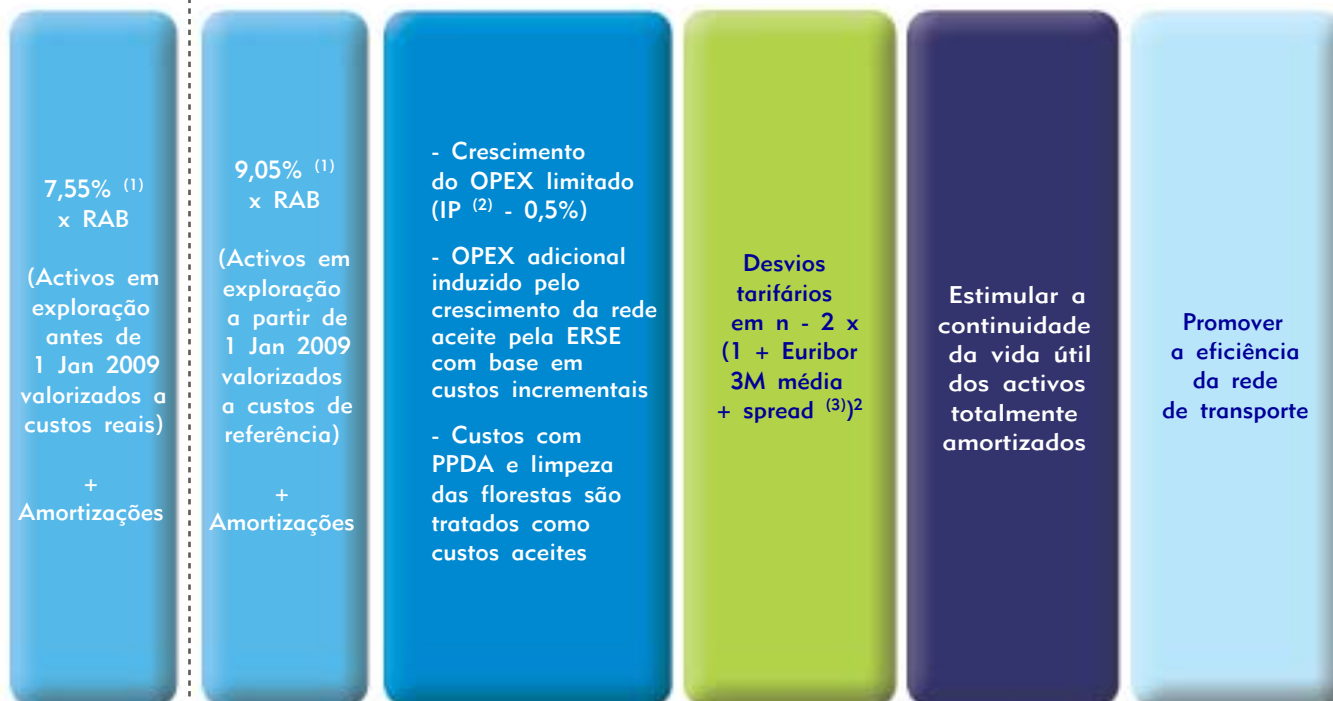 7,55% (1)
x RAB
(Activos em
exploração
antes de
1 Jan 2009
valorizados a
custos reais)
+
Amortizações
9,05% (1)
x RAB
(Activos em
exploração
a partir de
1 Jan 2009
valorizados
a custos de
referência)
+
Amortizações
- Crescimento
do OPEX limitado
(IP (2) - 0,5%)
- OPEX adicional
induzido pelo
crescimento da rede
aceite pela ERSE
com base em
custos incrementais
- Custos com
PPDA e limpeza
das florestas são
tratados como
custos aceites
Desvios
tarifários
em n - 2 x
(1 + Euribor
3M média
+ spread (3))2
Estimular a
continuidade
da vida útil
dos activos
totalmente
amortizados
Promover
a eficiência
da rede
de transporte